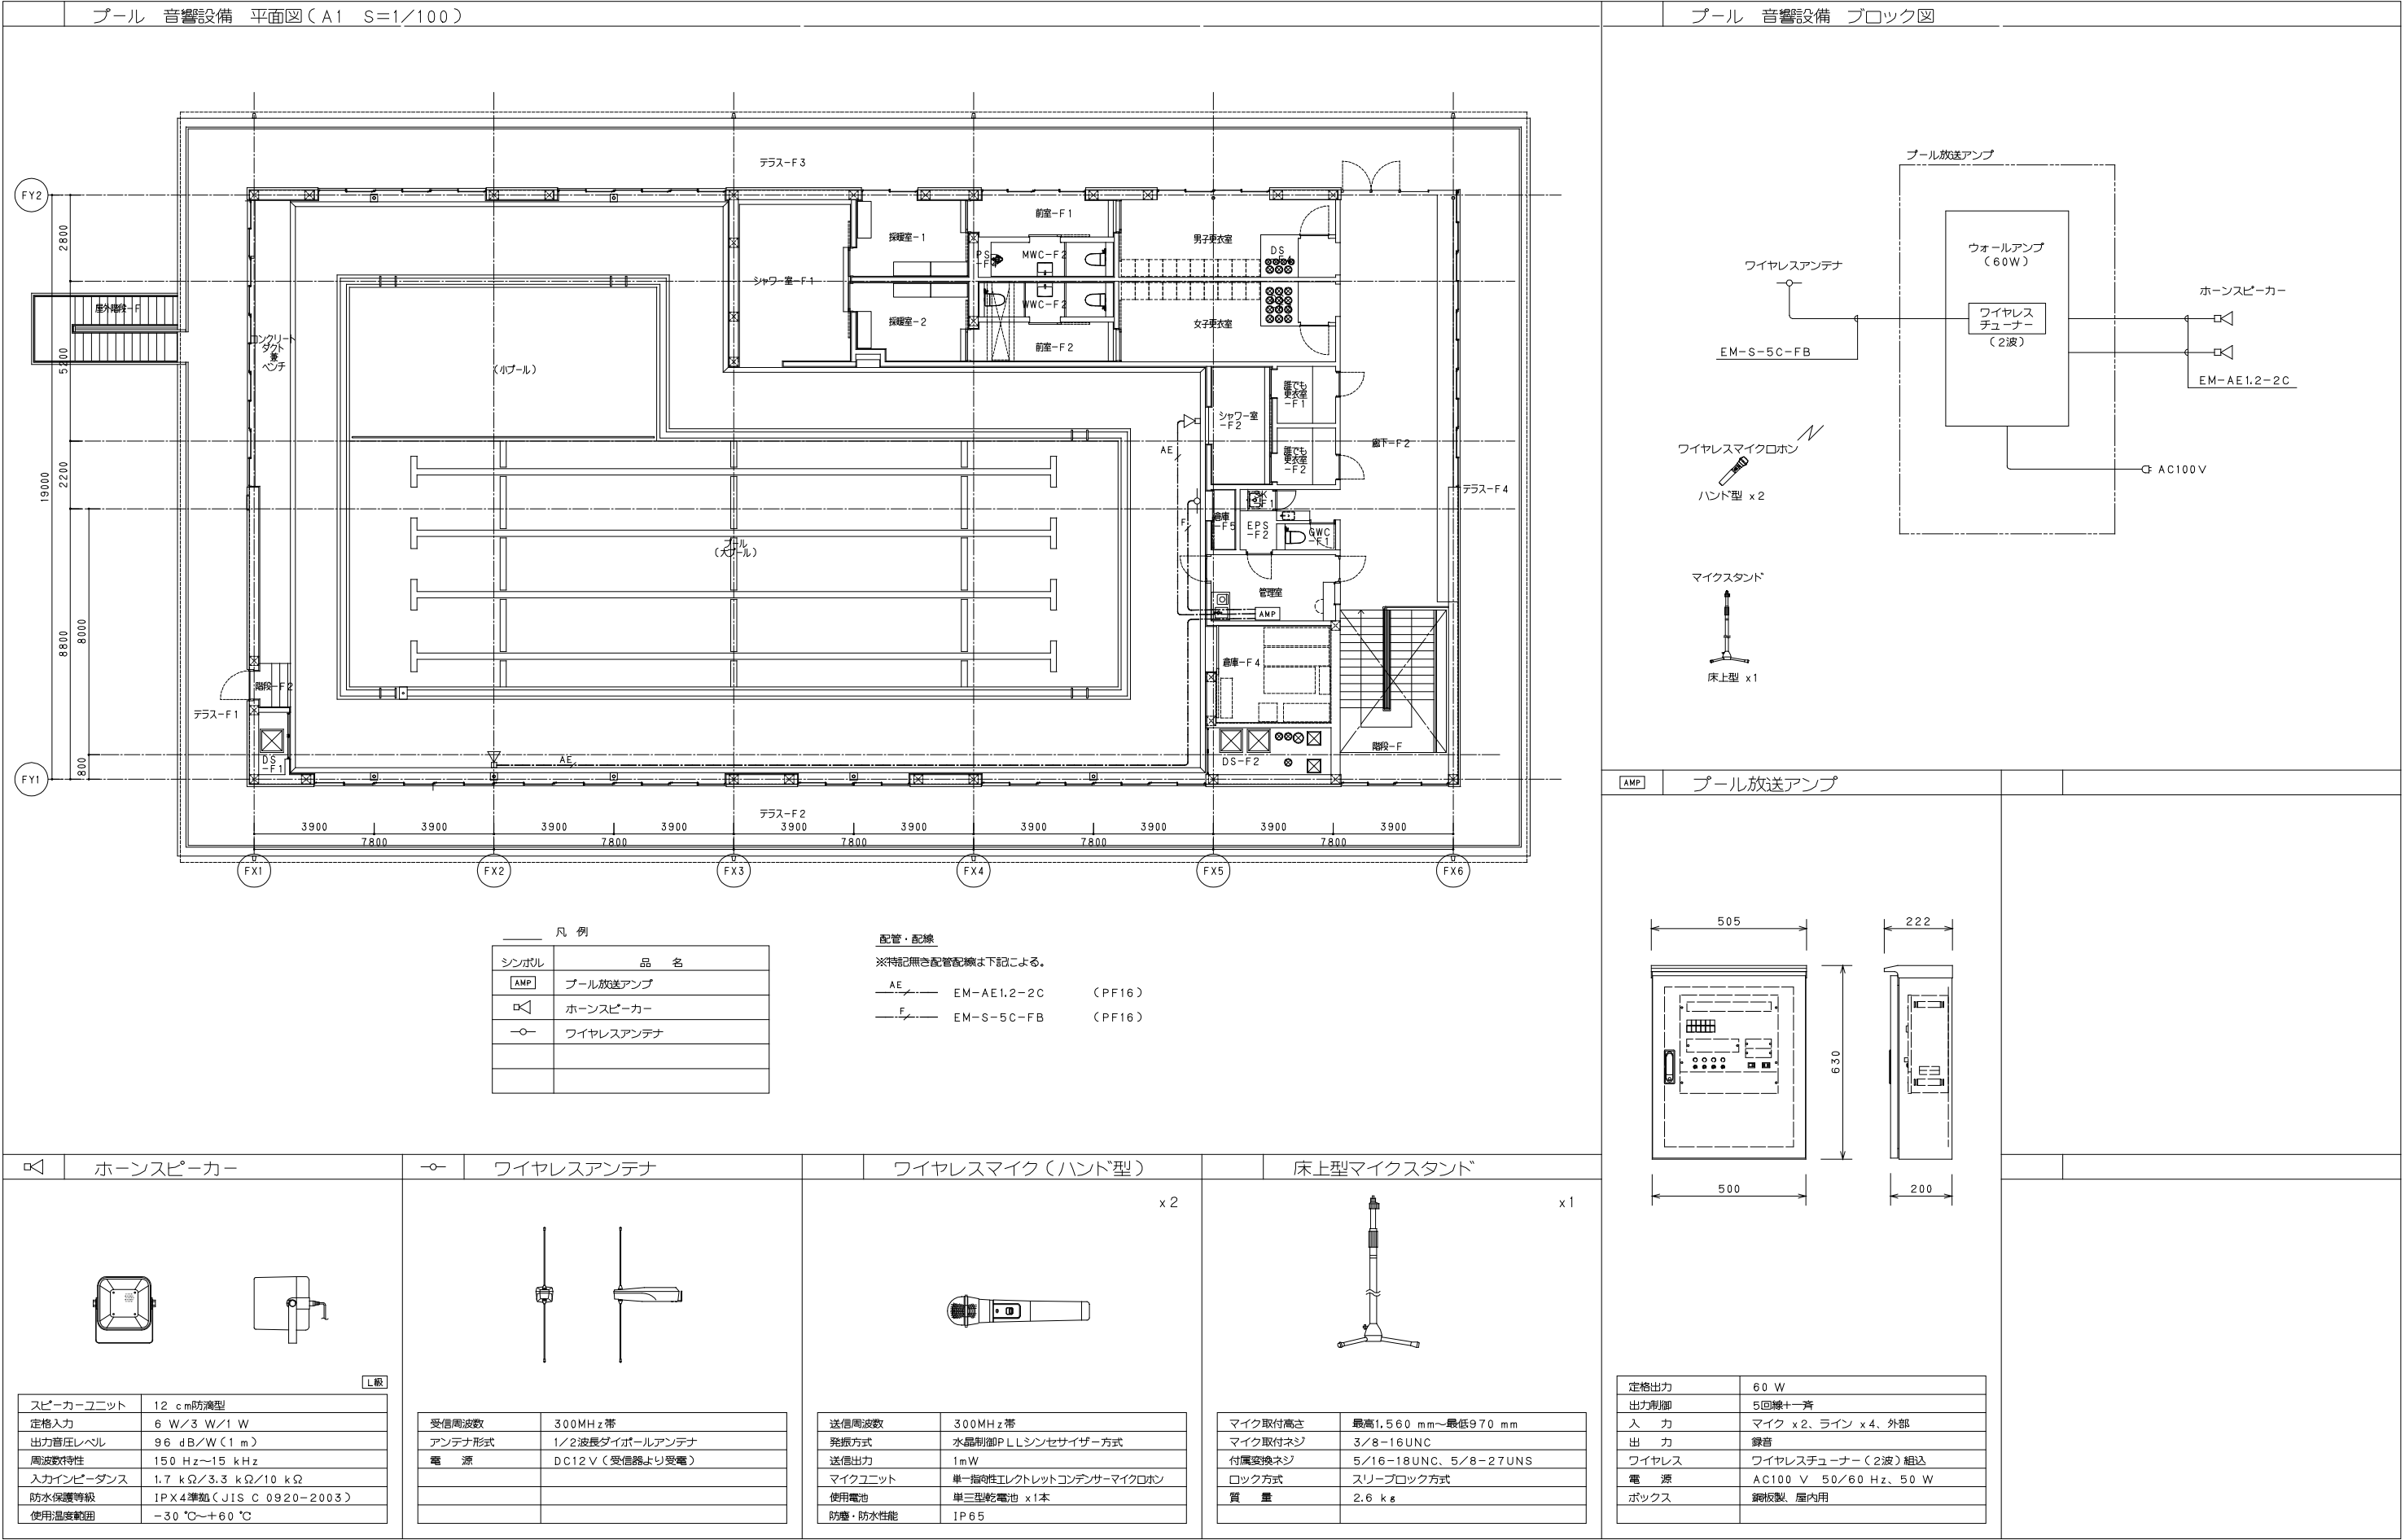 プール　音響設備　平面図(A1　S=1/100)
プール　音響設備　ブロック図
テラス-F3
FY2
2800
5200
19000
2200
8800
8000
800
FY1
屋外階段-F
コンクリート
ダクト
兼
ベンチ
(小プール)
プール
(大プール)
シャワー室-F1
採暖室-1
採暖室-2
前室-F1
MWC-F2
WWC-F2
前室-F2
男子更衣室
女子更衣室
シャワー室
-F2
誰でも
更衣室
-F1
誰でも
更衣室
-F2
廊下-F2
テラス-F4
AE
F
倉庫
-F5
EPS
-F2
GWC
-F1
管理室
AMP
倉庫-F4
階段-F
DS-F2
階段-F2
テラス-F1
DS
-F1
AE
テラス-F2
3900 3900 3900 3900 3900 3900 3900 3900 3900 3900
7800 7800 7800 7800 7800
FX1 FX2 FX3 FX4 FX5 FX6
凡　例
シンボル　品　名
AMP　プール放送アンプ
ホーンスピーカー
ワイヤレスアンテナ
配管・配線
※特記無き配管配線は下記による。
AE　EM-AE1.2-2C　(PF16)
F　EM-S-5C-FB　(PF16)
プール放送アンプ
ウォールアンプ
(60W)
ワイヤレスアンテナ
ワイヤレス
チューナー
(2波)
EM-S-5C-FB
ホーンスピーカー
EM-AE1.2-2C
AC100V
ワイヤレスマイクロホン
ハンド型 x2
マイクスタンド
床上型 x1
AMP　プール放送アンプ
505
222
630
500
200
定格出力　60 W
出力制御　5回線+一斉
入　力　マイク x2、ライン x4、外部
出　力　録音
ワイヤレス　ワイヤレスチューナー(2波)組込
電　源　AC100 V 50/60 Hz、50 W
ボックス　鋼板製、屋内用
ホーンスピーカー
L級
スピーカーユニット　12 cm防滴型
定格入力　6 W/3 W/1 W
出力音圧レベル　96 dB/W(1 m)
周波数特性　150 Hz～15 kHz
入力インピーダンス　1.7 kΩ/3.3 kΩ/10 kΩ
防水保護等級　IPX4準拠(JIS C 0920-2003)
使用温度範囲　-30 ℃～+60 ℃
ワイヤレスアンテナ
受信周波数　300MHz帯
アンテナ形式　1/2波長ダイポールアンテナ
電　源　DC12V(受信器より受電)
ワイヤレスマイク(ハンド型)
x2
送信周波数　300MHz帯
発振方式　水晶制御PLLシンセサイザー方式
送信出力　1mW
マイクユニット　単一指向性エレクトレットコンデンサーマイクロホン
使用電池　単三型乾電池 x1本
防塵・防水性能　IP65
床上型マイクスタンド
x1
マイク取付高さ　最高1,560 mm～最低970 mm
マイク取付ネジ　3/8-16UNC
付属変換ネジ　5/16-18UNC、5/8-27UNS
ロック方式　スリーブロック方式
質　量　2.6 kg